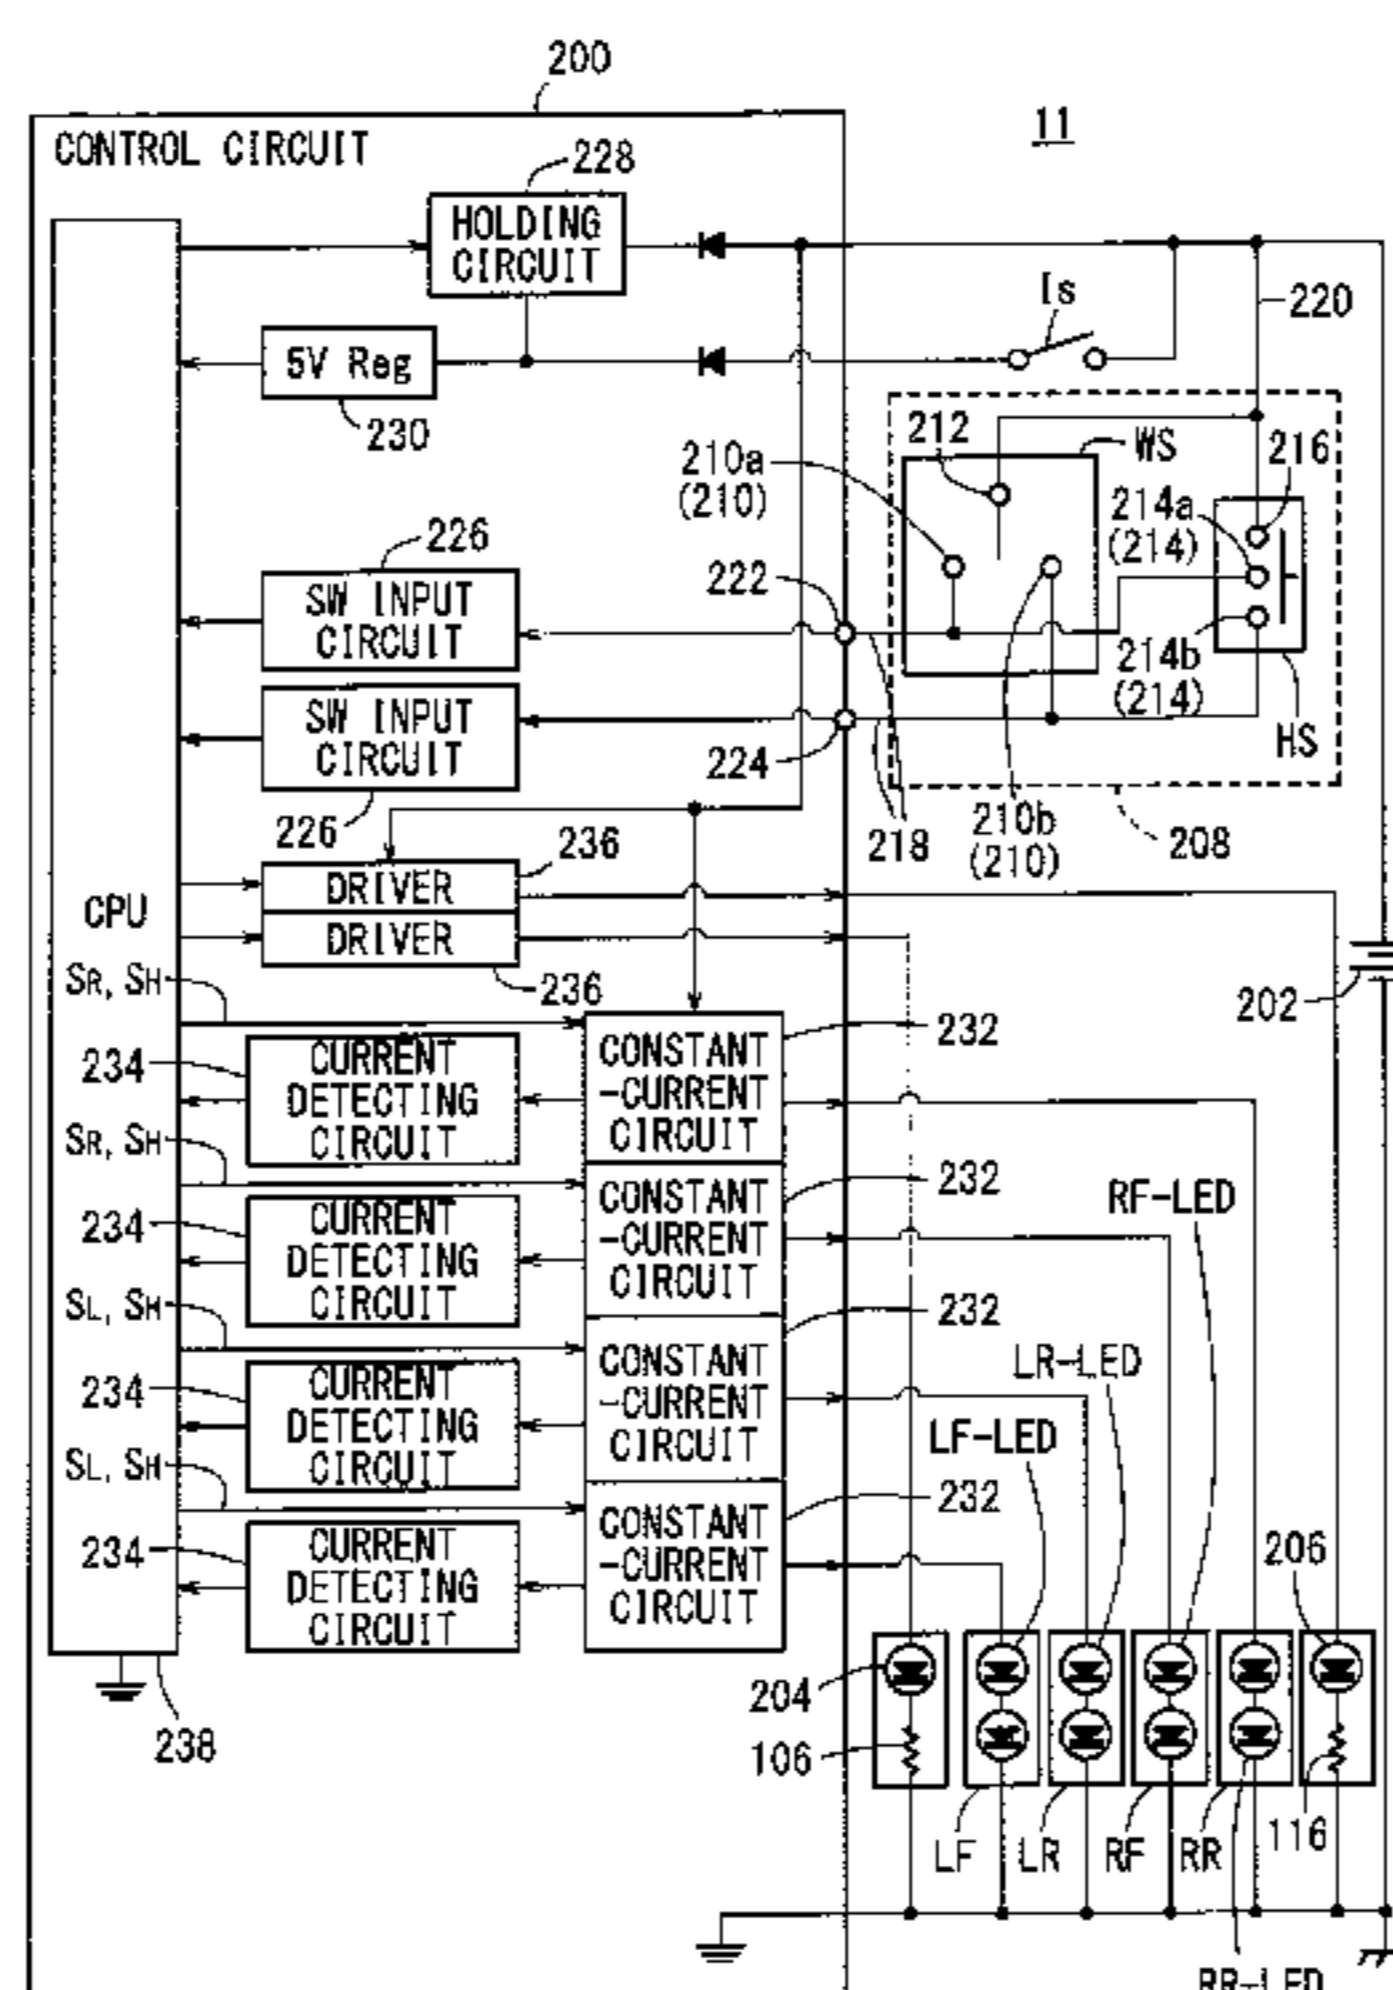 200
11
CONTROL CIRCUIT
228
HOLDING
CIRCUIT
Is
220
5V Reg
230
212
WS
216
210a
(210)
214a
(214)
226
SW INPUT
CIRCUIT
222
214b
(214)
SW INPUT
CIRCUIT
224
HS
226
218
210b
(210)
208
236
DRIVER
CPU
DRIVER
236
SR, SH
202
234
CURRENT
DETECTING
CIRCUIT
CONSTANT
-CURRENT
CIRCUIT
232
SR, SH
234
CURRENT
DETECTING
CIRCUIT
CONSTANT
-CURRENT
CIRCUIT
232
RF-LED
SL, SH
232
234
CURRENT
DETECTING
CIRCUIT
CONSTANT
-CURRENT
CIRCUIT
LR-LED
LF-LED
SL, SH
232
234
CURRENT
DETECTING
CIRCUIT
CONSTANT
-CURRENT
CIRCUIT
206
204
238
106
116
LF
LR
RF
RR
RR-LED